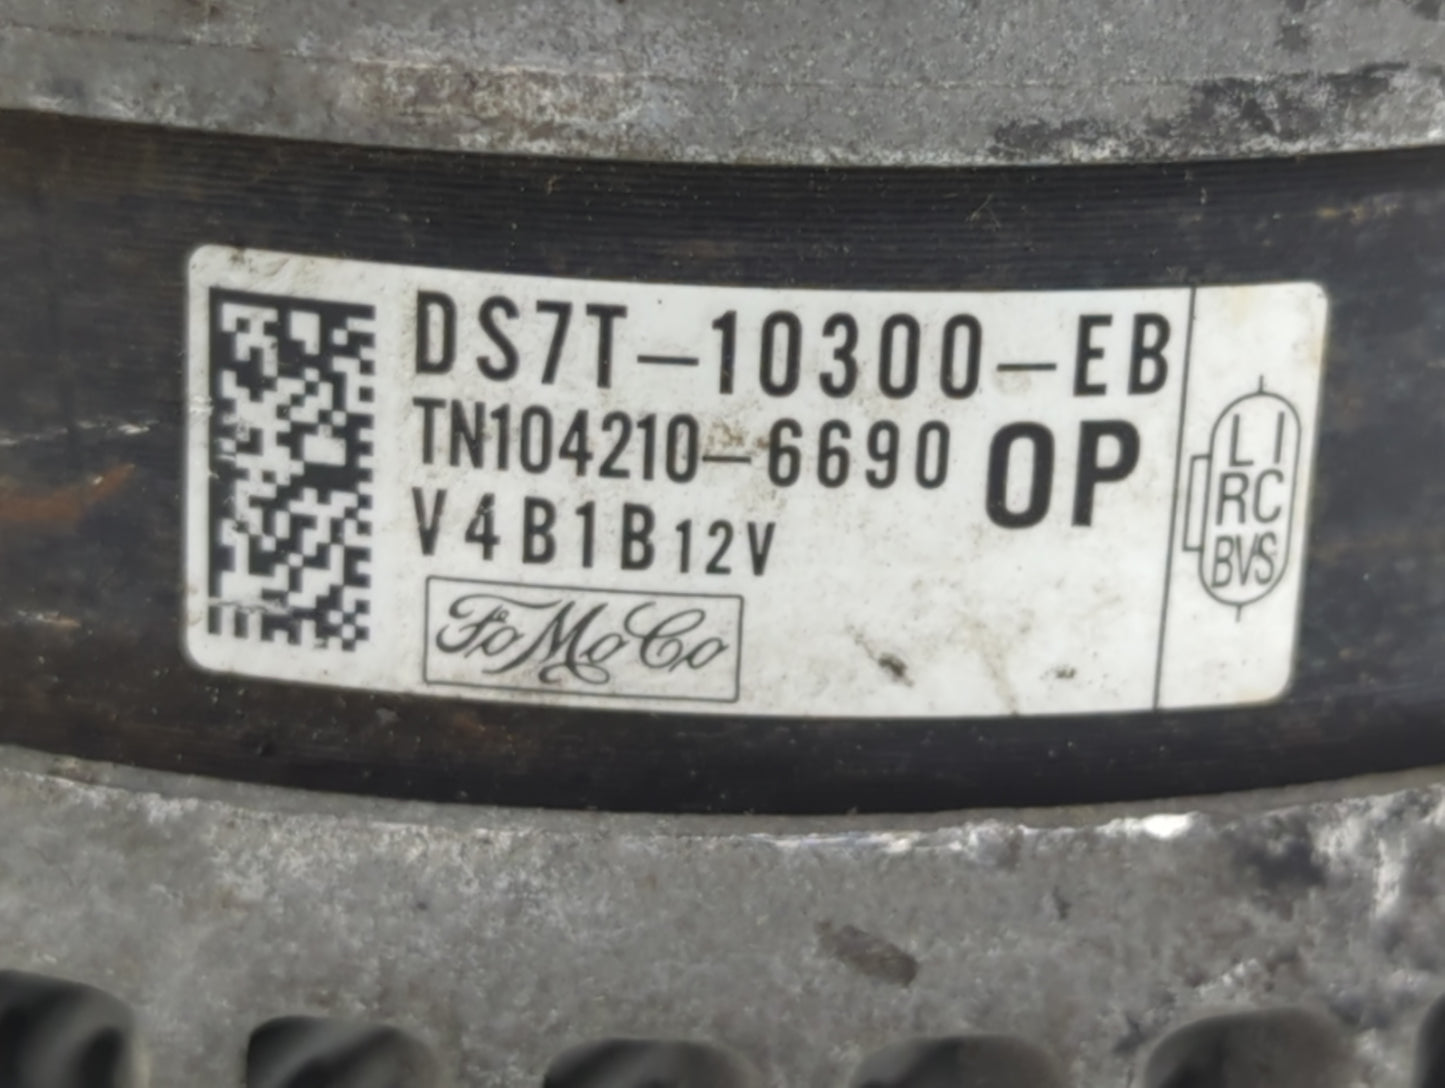 DS7T-10300-EB
TN104210-6690 OP
V4B1B 12V
FoMoCo
LI
RC
BVS